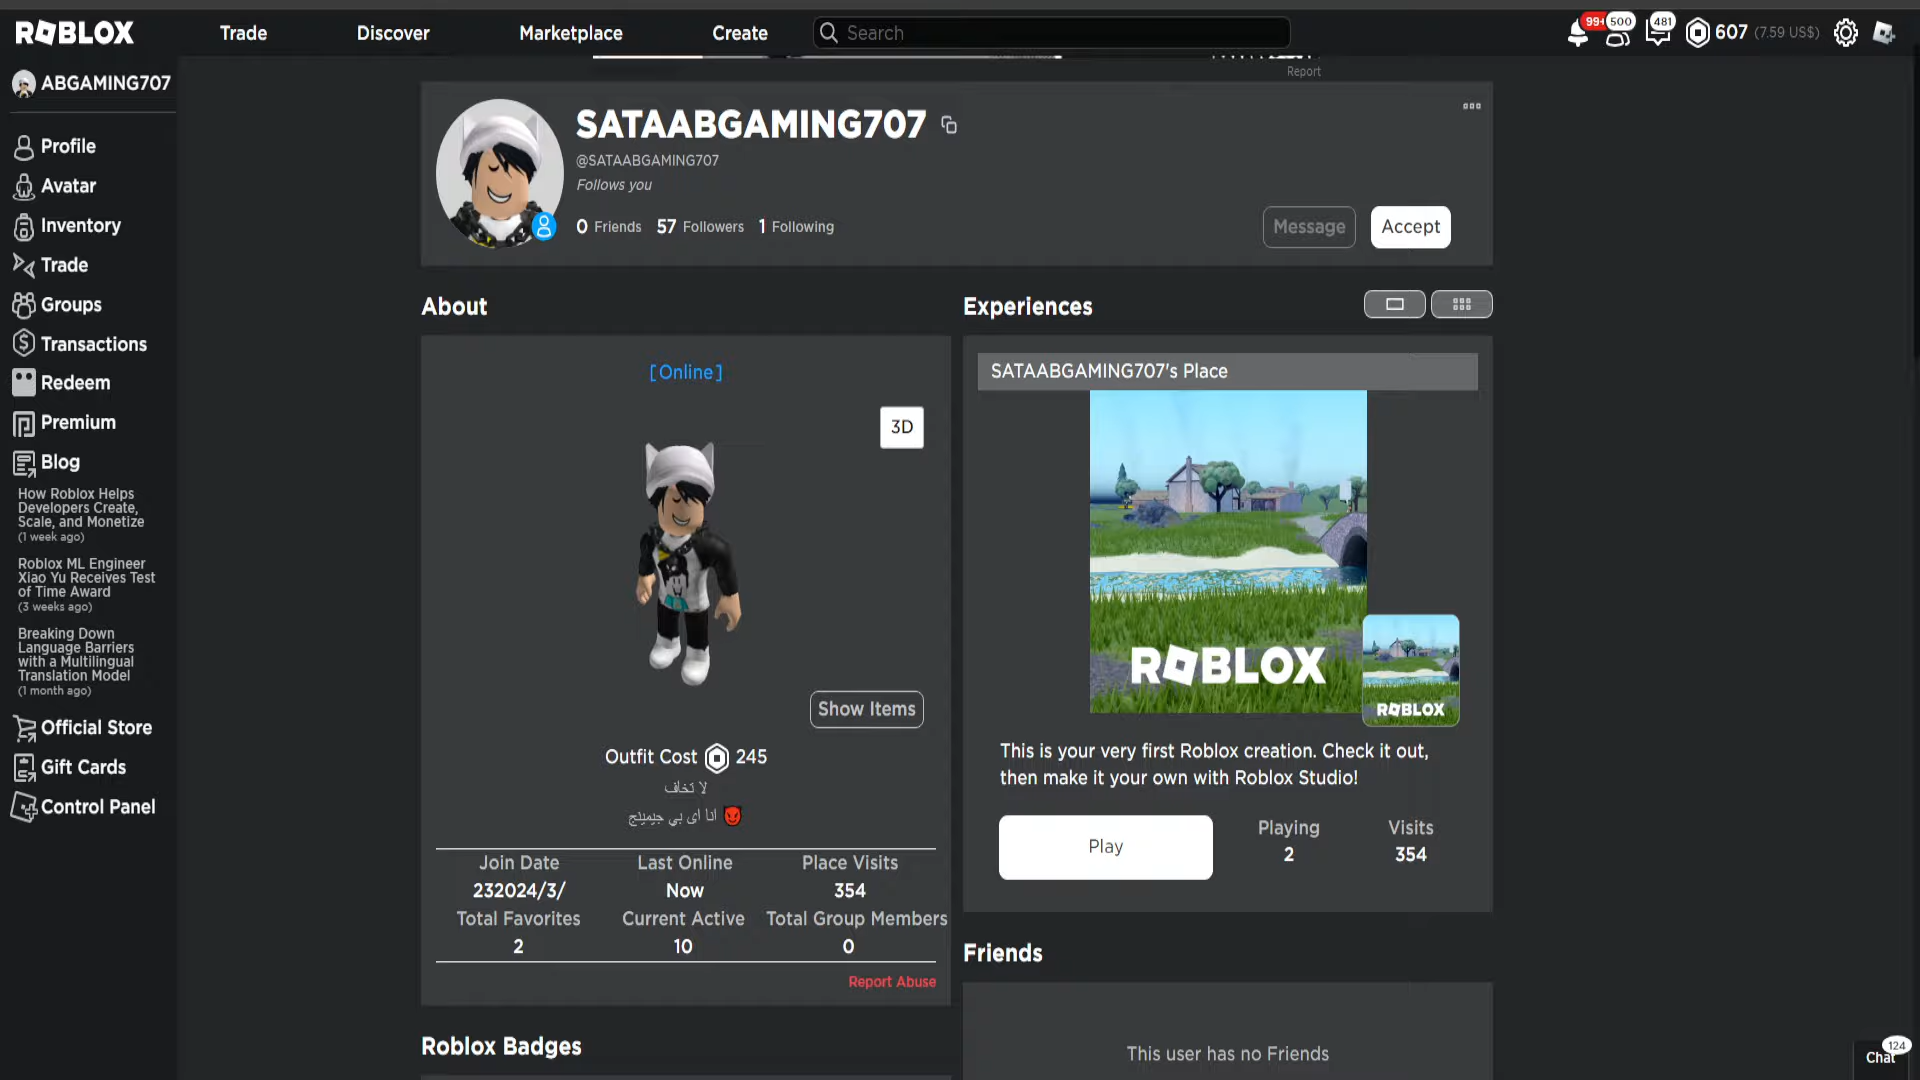 ROBLOX
Trade
Discover
Marketplace
Create
Search
99+
500
481
607 (7.59 US$)
ABGAMING707
Profile
Avatar
Inventory
Trade
Groups
Transactions
Redeem
Premium
Blog
How Roblox Helps
Developers Create,
Scale, and Monetize
(1 week ago)
Roblox ML Engineer
Xiao Yu Receives Test
of Time Award
(3 weeks ago)
Breaking Down
Language Barriers
with a Multilingual
Translation Model
(1 month ago)
Official Store
Gift Cards
Control Panel
Report
SATAABGAMING707
@SATAABGAMING707
Follows you
0 Friends 57 Followers 1 Following
Message
Accept
About
[Online]
3D
Show Items
Outfit Cost 245
لا تخاف
انا اى بي جيمينج 👿
Join Date Last Online Place Visits
232024/3/ Now 354
Total Favorites Current Active Total Group Members
2 10 0
Report Abuse
Roblox Badges
Experiences
SATAABGAMING707's Place
ROBLOX
ROBLOX
This is your very first Roblox creation. Check it out,
then make it your own with Roblox Studio!
Play
Playing Visits
2 354
Friends
This user has no Friends
Chat
124